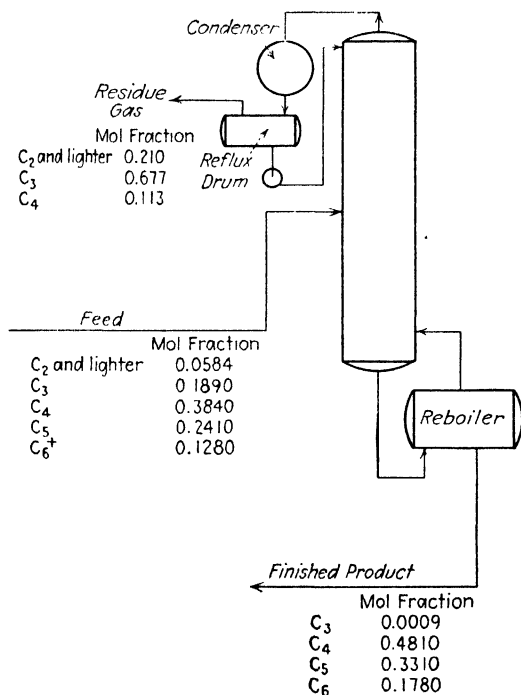 Condenser
Residue Gas
Mol Fraction
C₂ and lighter 0.210
C₃ 0.677
C₄ 0.113
Reflux Drum
Feed
Mol Fraction
C₂ and lighter 0.0584
C₃ 0.1890
C₄ 0.3840
C₅ 0.2410
C₆⁺ 0.1280
Reboiler
Finished Product
Mol Fraction
C₃ 0.0009
C₄ 0.4810
C₅ 0.3310
C₆ 0.1780